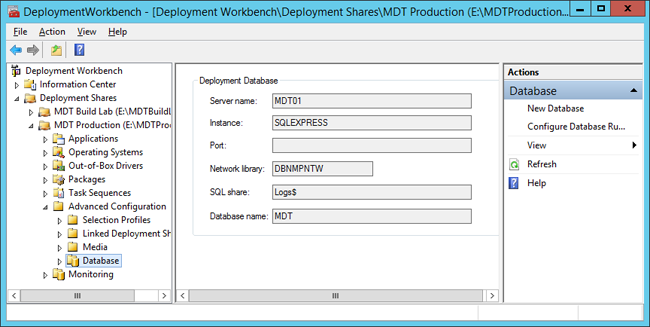 DeploymentWorkbench - [Deployment Workbench\Deployment Shares\MDT Production (E:\MDTProduction...
File Action View Help
Deployment Workbench
Information Center
Deployment Shares
MDT Build Lab (E:\MDTBuildL
MDT Production (E:\MDTProc
Applications
Operating Systems
Out-of-Box Drivers
Packages
Task Sequences
Advanced Configuration
Selection Profiles
Linked Deployment Sh
Media
Database
Monitoring
Deployment Database
Server name: MDT01
Instance: SQLEXPRESS
Port:
Network library: DBNMPNTW
SQL share: Logs$
Database name: MDT
Actions
Database
New Database
Configure Database Ru...
View
Refresh
Help